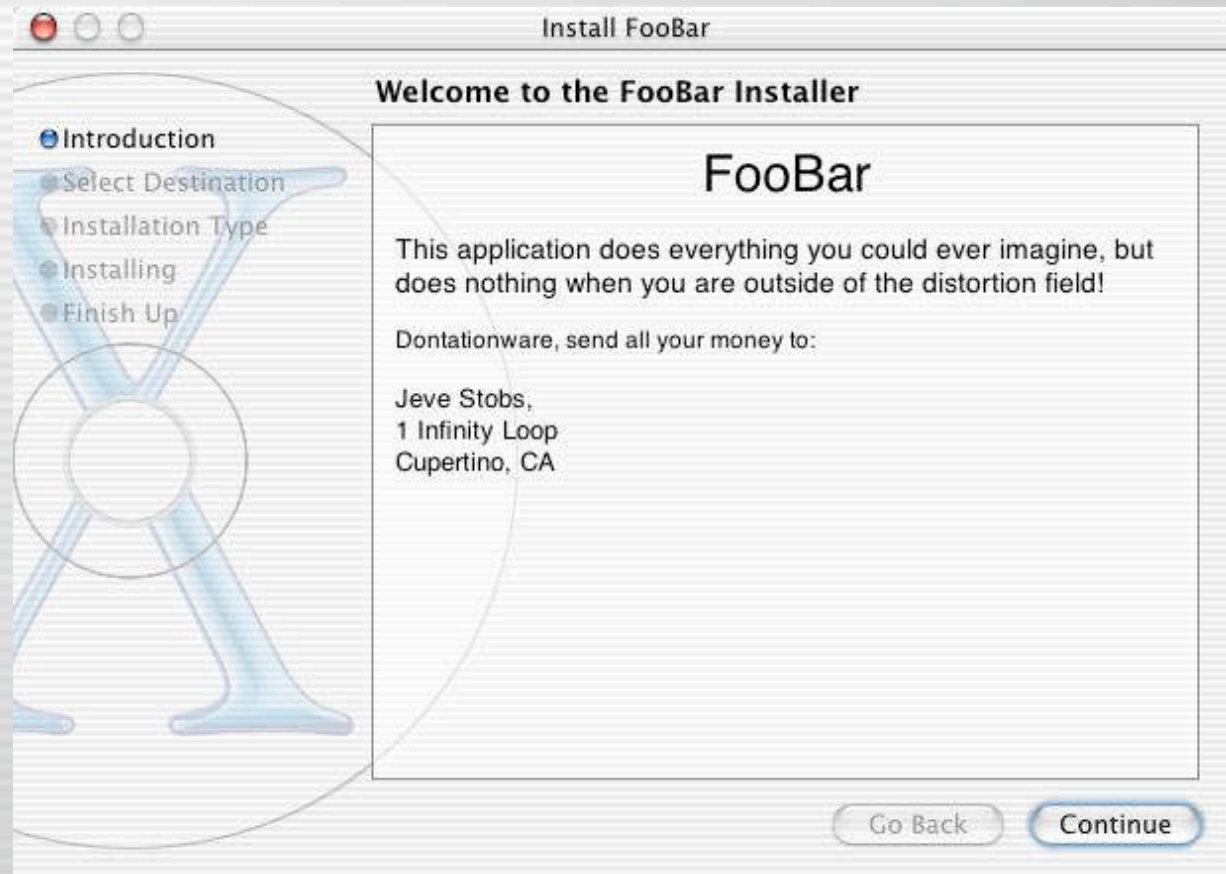 Install FooBar
Welcome to the FooBar Installer
Introduction
Select Destination
Installation Type
Installing
Finish Up
FooBar
This application does everything you could ever imagine, but
does nothing when you are outside of the distortion field!
Dontationware, send all your money to:
Jeve Stobs,
1 Infinity Loop
Cupertino, CA
Go Back
Continue